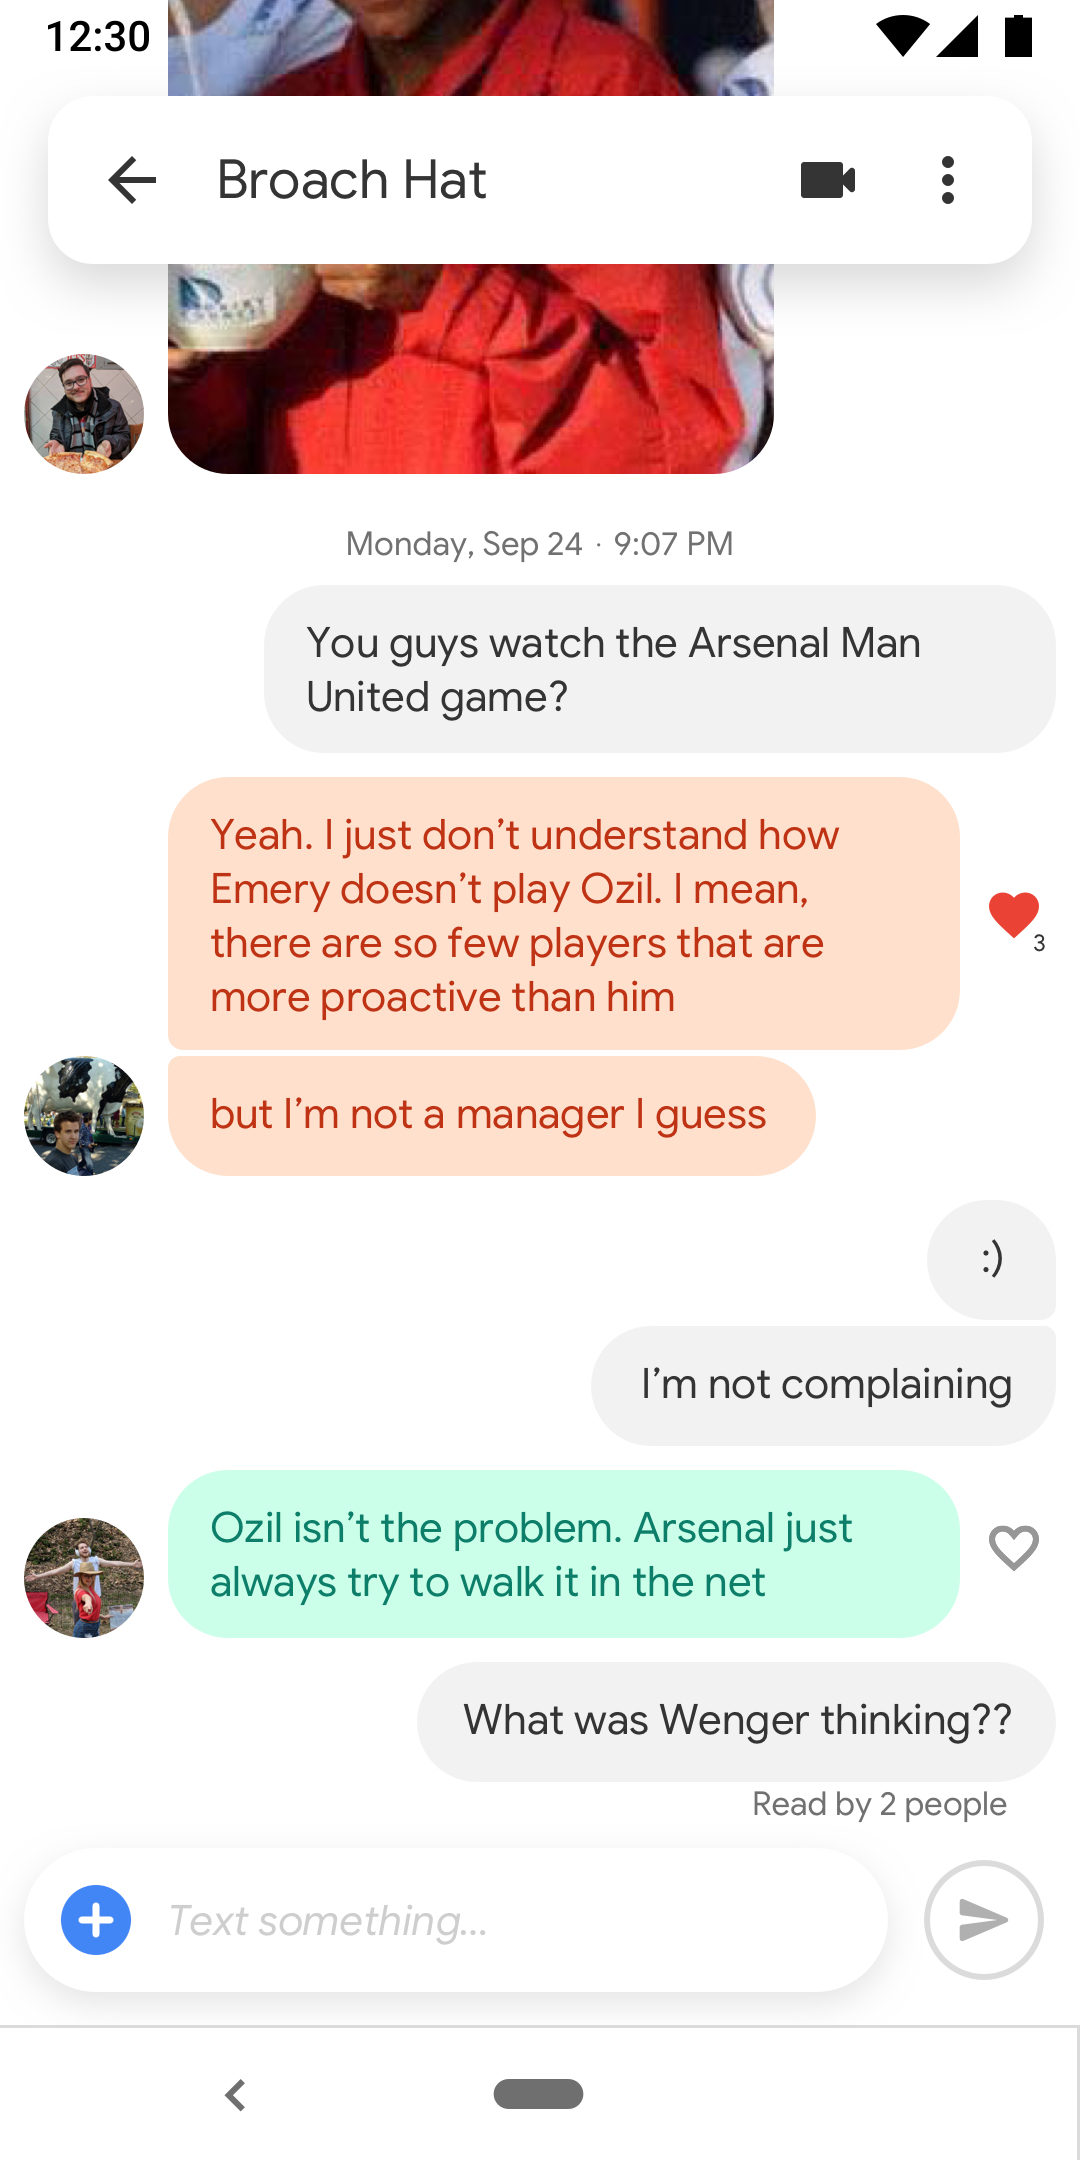 12:30
Broach Hat
Monday, Sep 24 · 9:07 PM
You guys watch the Arsenal Man
United game?
Yeah. I just don’t understand how
Emery doesn’t play Ozil. I mean,
there are so few players that are
more proactive than him
3
but I’m not a manager I guess
:)
I’m not complaining
Ozil isn’t the problem. Arsenal just
always try to walk it in the net
What was Wenger thinking??
Read by 2 people
Text something...